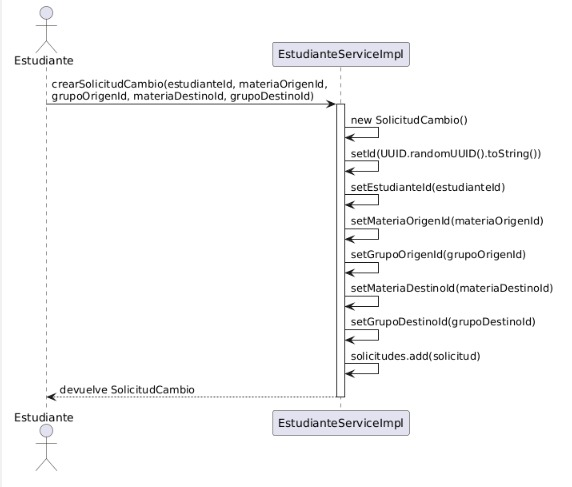 Estudiante
EstudianteServiceImpl
crearSolicitudCambio(estudianteId, materiaOrigenId,
grupoOrigenId, materiaDestinoId, grupoDestinoId)
new SolicitudCambio()
setId(UUID.randomUUID().toString())
setEstudianteId(estudianteId)
setMateriaOrigenId(materiaOrigenId)
setGrupoOrigenId(grupoOrigenId)
setMateriaDestinoId(materiaDestinoId)
setGrupoDestinoId(grupoDestinoId)
solicitudes.add(solicitud)
devuelve SolicitudCambio
Estudiante
EstudianteServiceImpl